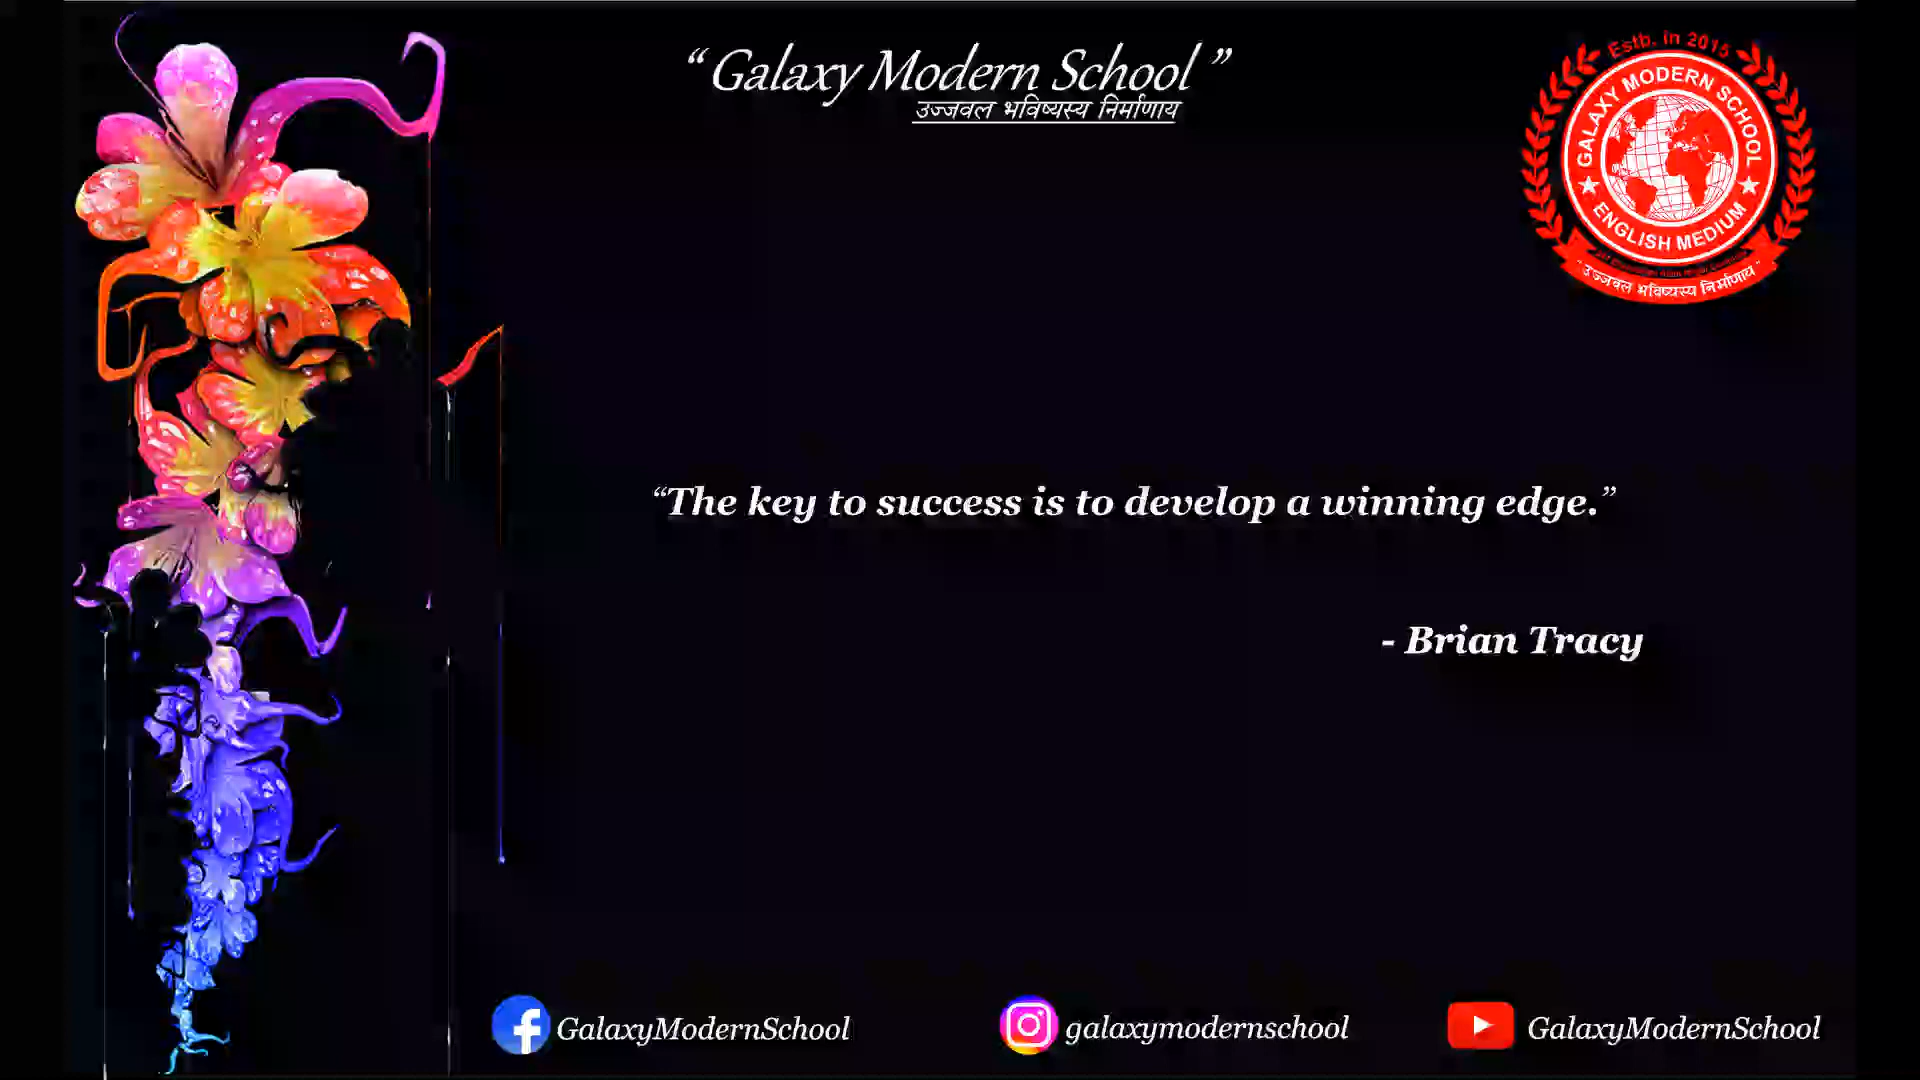 “ Galaxy Modern School ”
उज्जवल भविष्यस्य निर्माणाय
Estb. in 2015
GALAXY MODERN SCHOOL
ENGLISH MEDIUM
उज्जवल भविष्यस्य निर्माणाय
“The key to success is to develop a winning edge.”
- Brian Tracy
GalaxyModernSchool
galaxymodernschool
GalaxyModernSchool